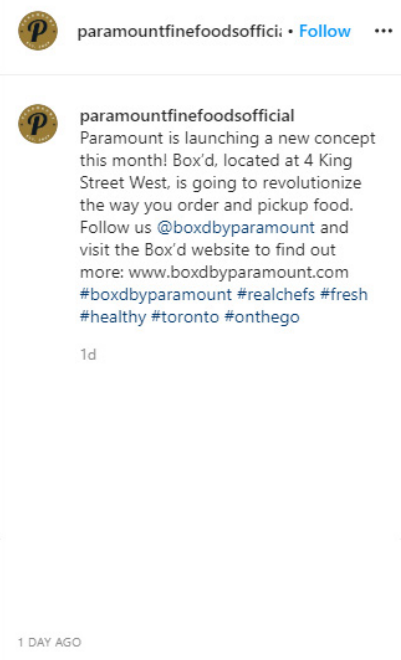 paramountfinefoodsoffici • Follow
paramountfinefoodsofficial
Paramount is launching a new concept
this month! Box'd, located at 4 King
Street West, is going to revolutionize
the way you order and pickup food.
Follow us @boxdbyparamount and
visit the Box'd website to find out
more: www.boxdbyparamount.com
#boxdbyparamount #realchefs #fresh
#healthy #toronto #onthego
1d
1 DAY AGO